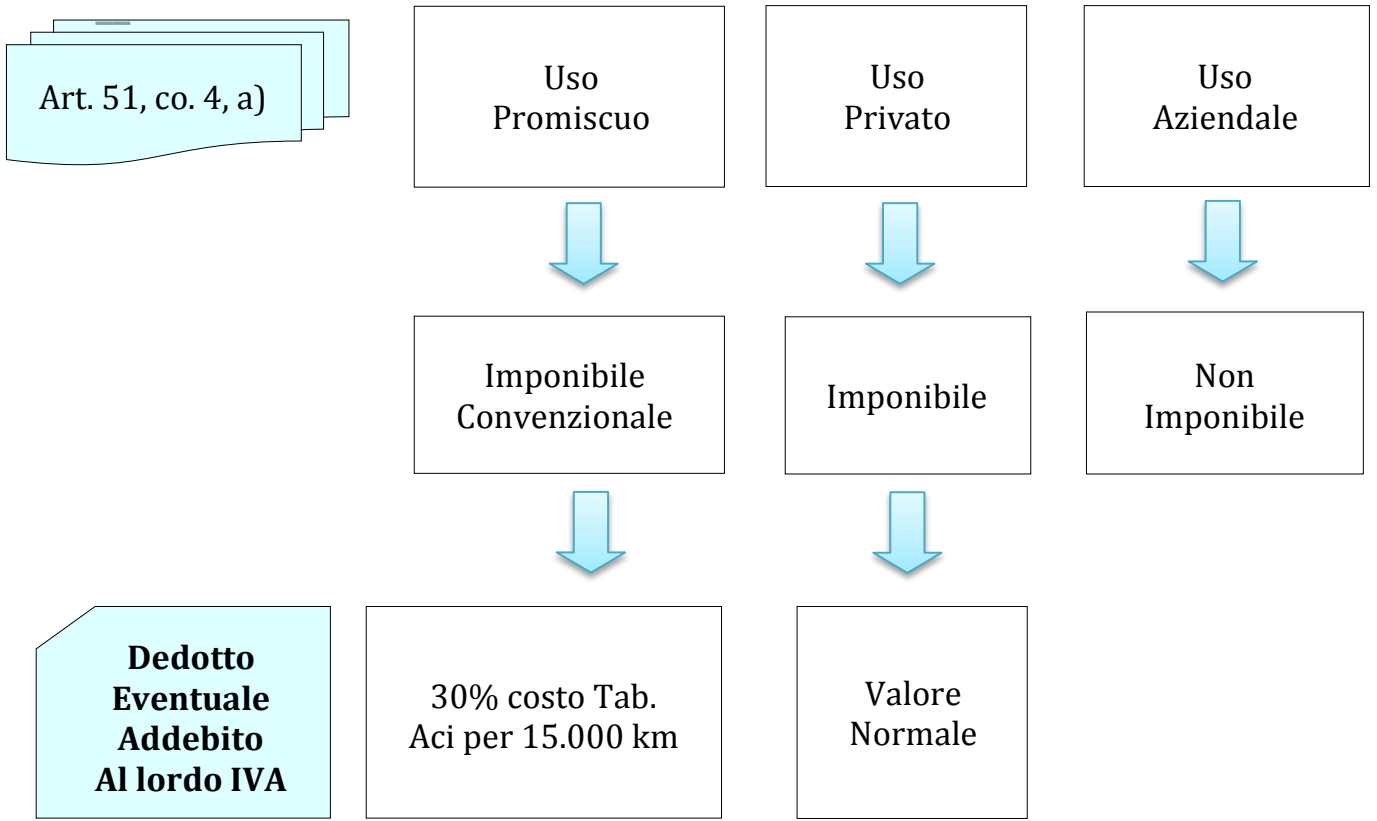 Art. 51, co. 4, a)
Uso
Promiscuo
Uso
Privato
Uso
Aziendale
Imponibile
Convenzionale
Imponibile
Non
Imponibile
Dedotto
Eventuale
Addebito
Al lordo IVA
30% costo Tab.
Aci per 15.000 km
Valore
Normale